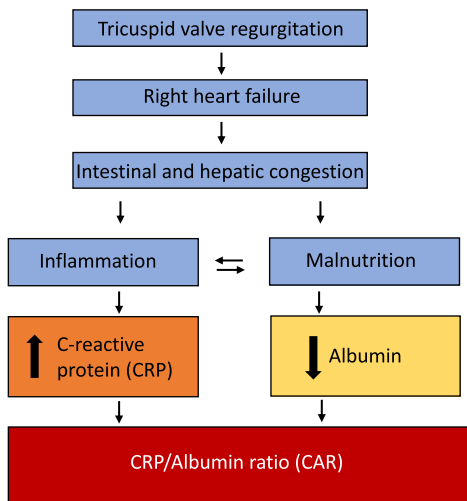 Tricuspid valve regurgitation
Right heart failure
Intestinal and hepatic congestion
Inflammation
Malnutrition
C-reactive
protein (CRP)
Albumin
CRP/Albumin ratio (CAR)